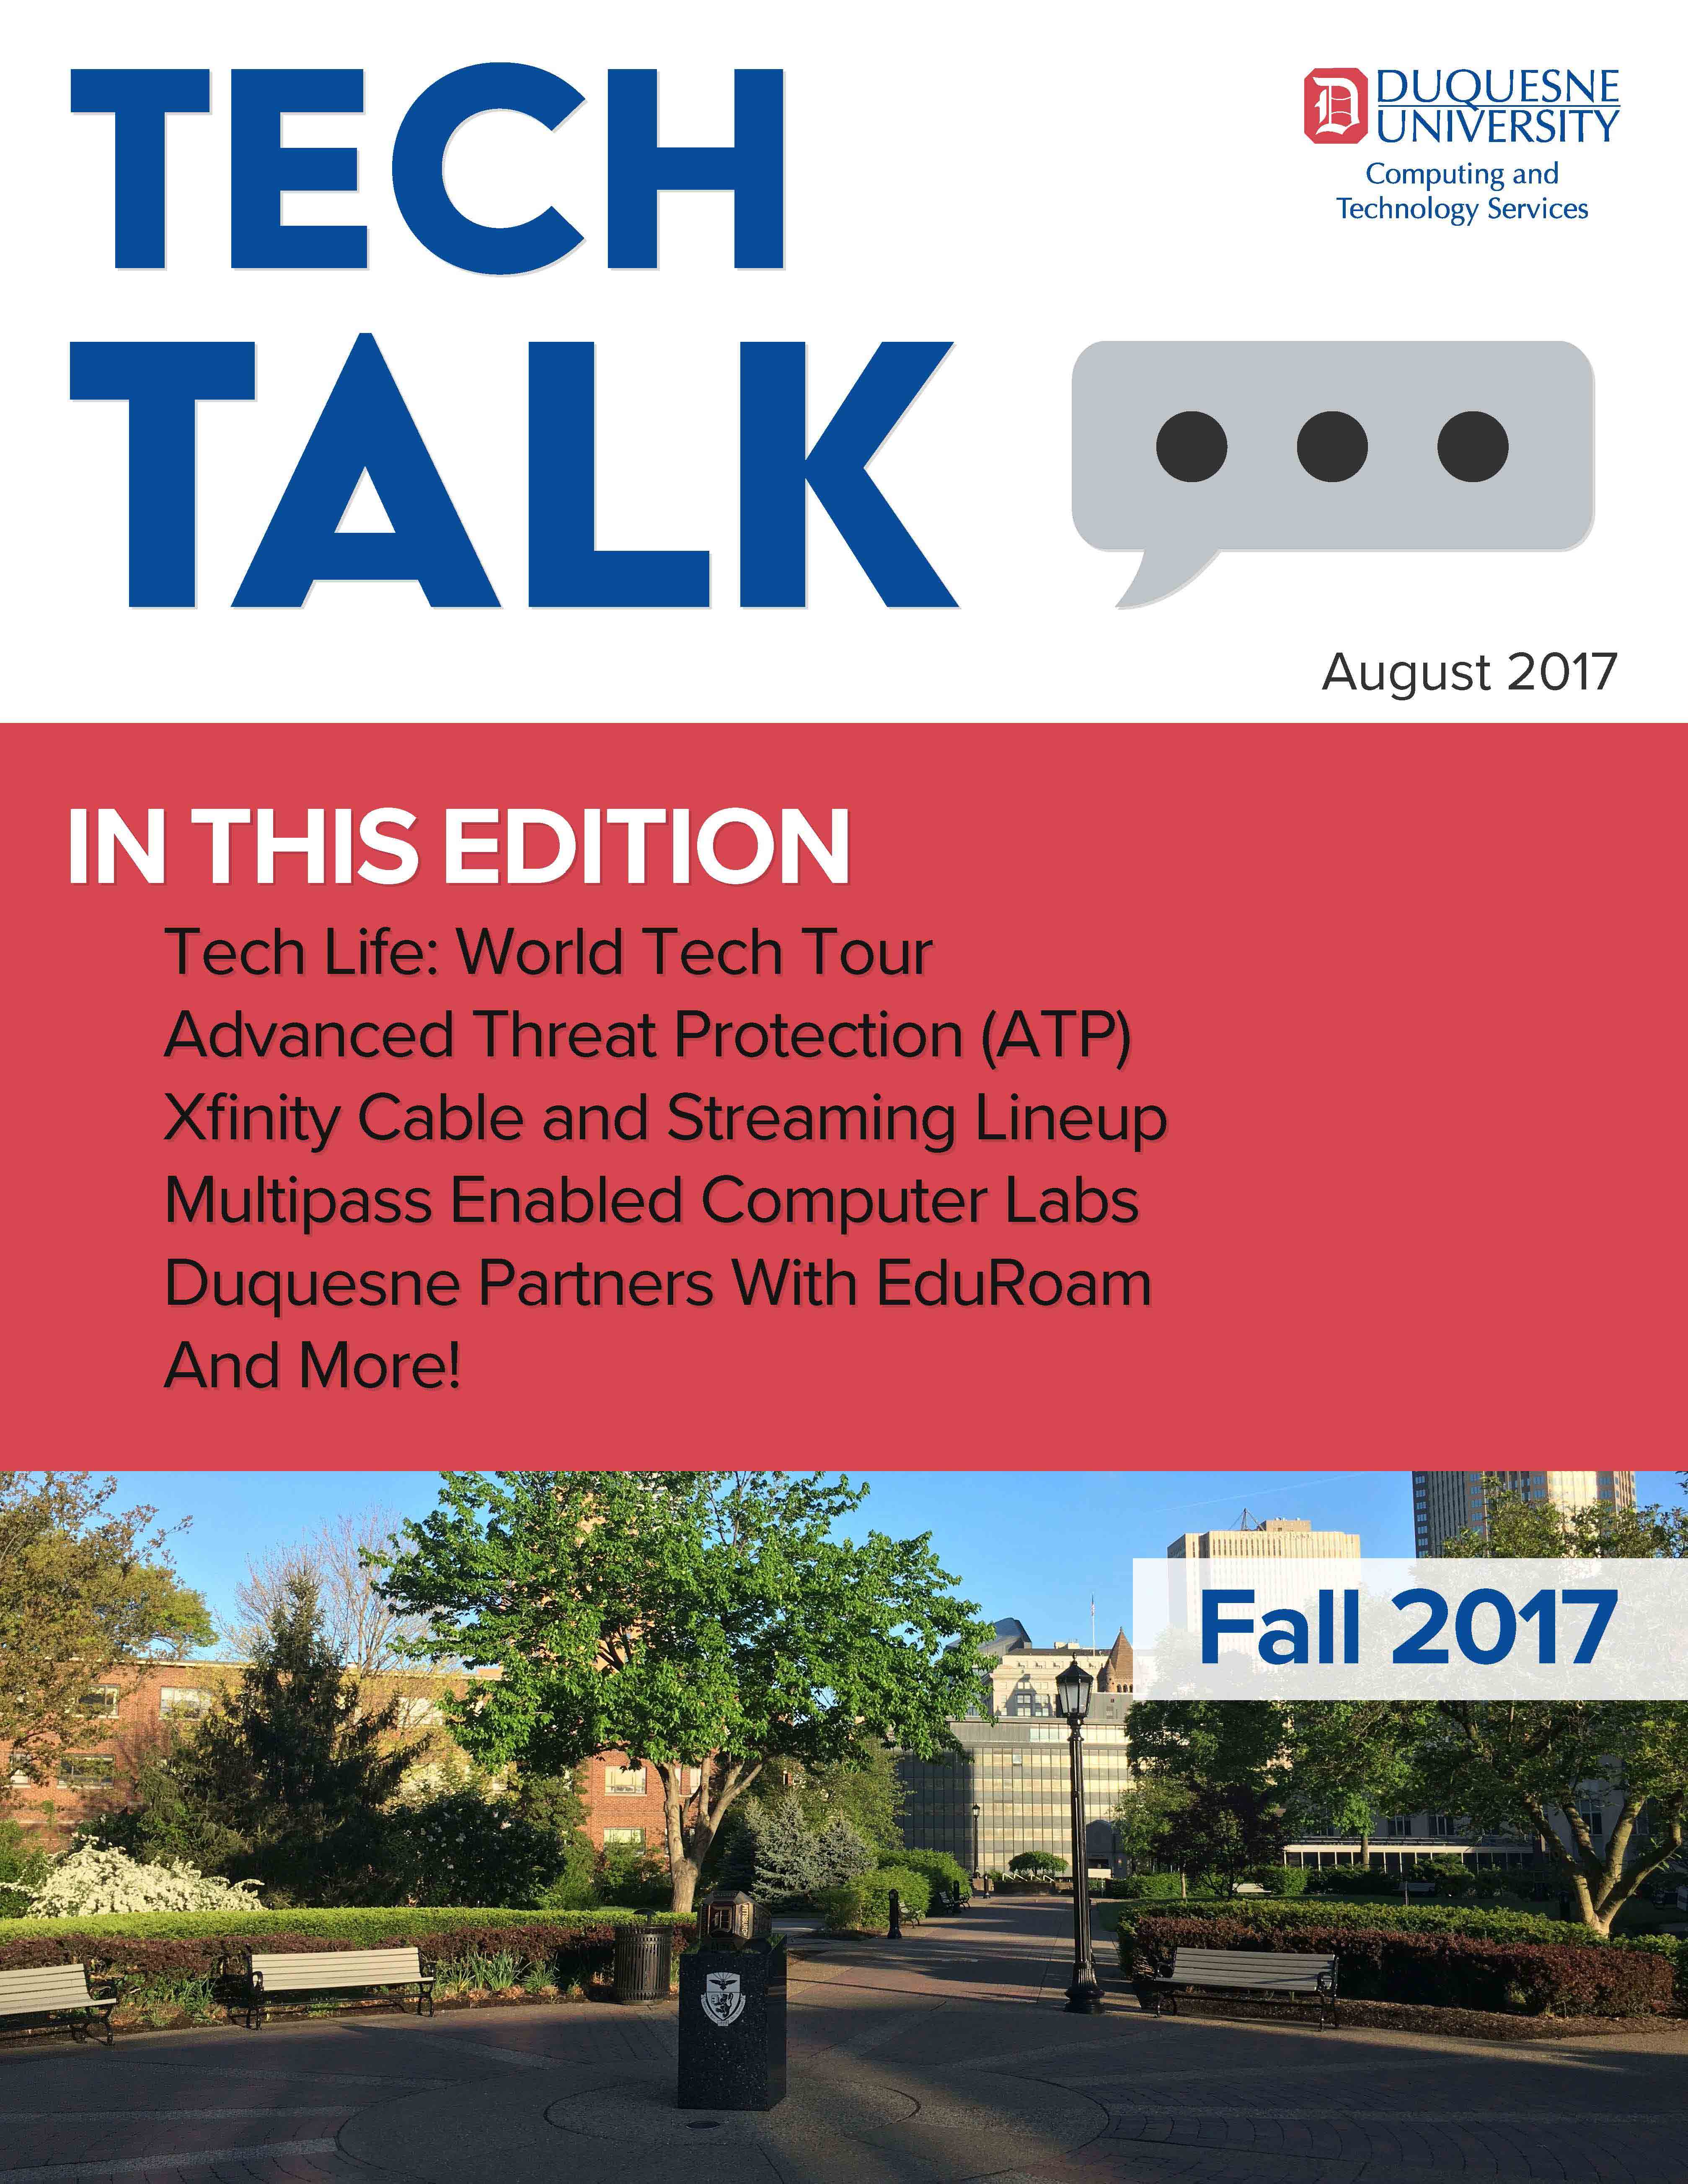 TECH
TALK
DUQUESNE
UNIVERSITY
Computing and
Technology Services
August 2017
IN THIS EDITION
Tech Life: World Tech Tour
Advanced Threat Protection (ATP)
Xfinity Cable and Streaming Lineup
Multipass Enabled Computer Labs
Duquesne Partners With EduRoam
And More!
Fall 2017